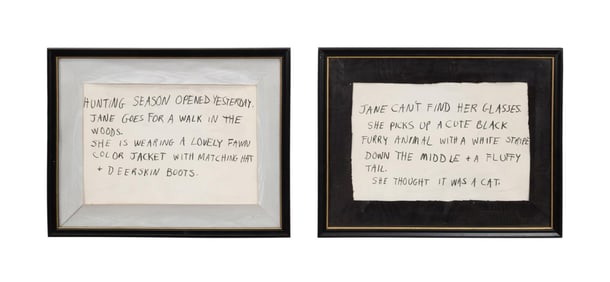 HUNTING SEASON OPENED YESTERDAY.
JANE GOES FOR A WALK IN THE
WOODS.
SHE IS WEARING A LOVELY FAWN
COLOR JACKET WITH MATCHING HAT
+ DEERSKIN BOOTS.
JANE CAN'T FIND HER GLASSES.
SHE PICKS UP A CUTE BLACK
FURRY ANIMAL WITH A WHITE STRIPE
DOWN THE MIDDLE + A FLUFFY
TAIL.
SHE THOUGHT IT WAS A CAT.